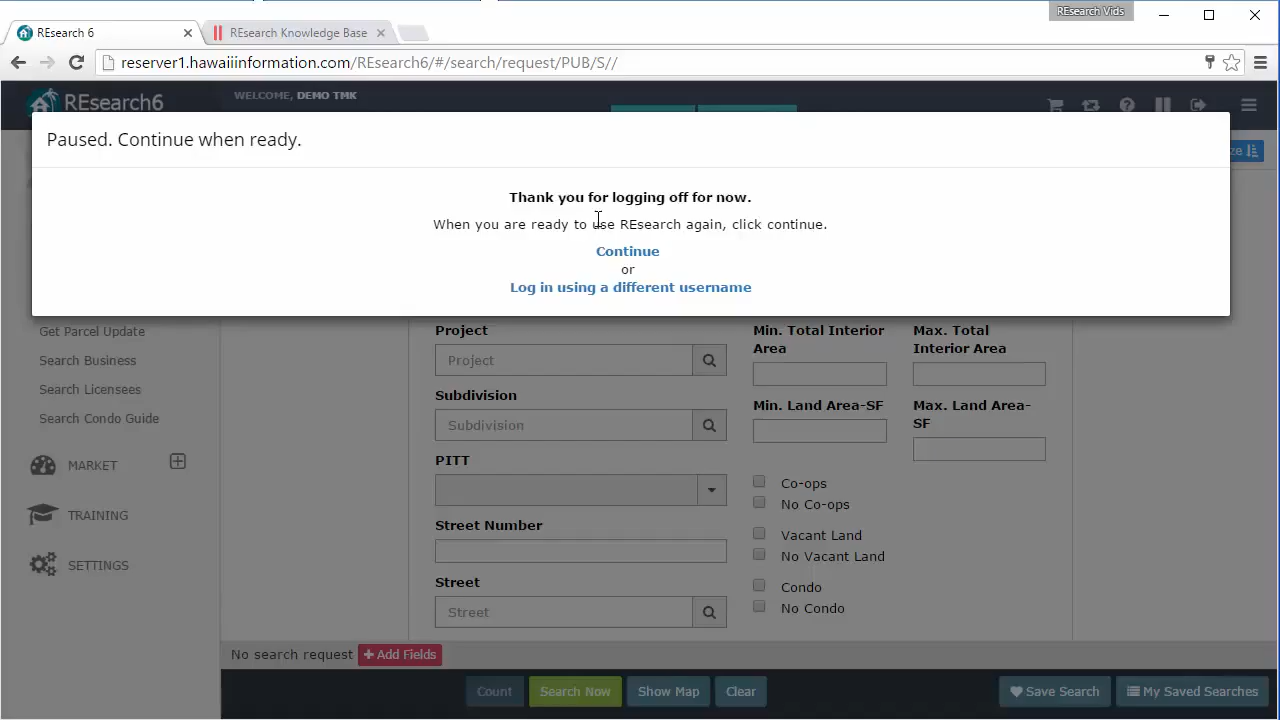 REsearch Vids
REsearch 6
REsearch Knowledge Base
reserver1.hawaiiinformation.com/REsearch6/#/search/request/PUB/S//
REsearch6
WELCOME, DEMO TMK
Paused. Continue when ready.
ze
Thank you for logging off for now.
When you are ready to use REsearch again, click continue.
Continue
or
Log in using a different username
Get Parcel Update
Search Business
Search Licensees
Search Condo Guide
MARKET
TRAINING
SETTINGS
Project
Project
Subdivision
Subdivision
PITT
Street Number
Street
Street
Min. Total Interior
Area
Max. Total
Interior Area
Min. Land Area-SF
Max. Land Area-
SF
Co-ops
No Co-ops
Vacant Land
No Vacant Land
Condo
No Condo
No search request + Add Fields
Count
Search Now
Show Map
Clear
Save Search
My Saved Searches